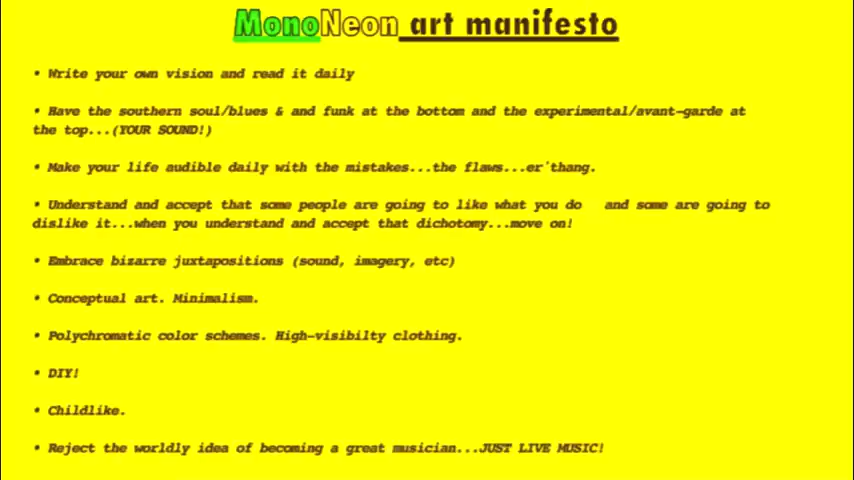 MonoNeon art manifesto
• Write your own vision and read it daily
• Have the southern soul/blues & and funk at the bottom and the experimental/avant-garde at
the top...(YOUR SOUND!)
• Make your life audible daily with the mistakes...the flaws...er'thang.
• Understand and accept that some people are going to like what you do and some are going to
dislike it...when you understand and accept that dichotomy...move on!
• Embrace bizarre juxtapositions (sound, imagery, etc)
• Conceptual art. Minimalism.
• Polychromatic color schemes. High-visibilty clothing.
• DIY!
• Childlike.
• Reject the worldly idea of becoming a great musician...JUST LIVE MUSIC!